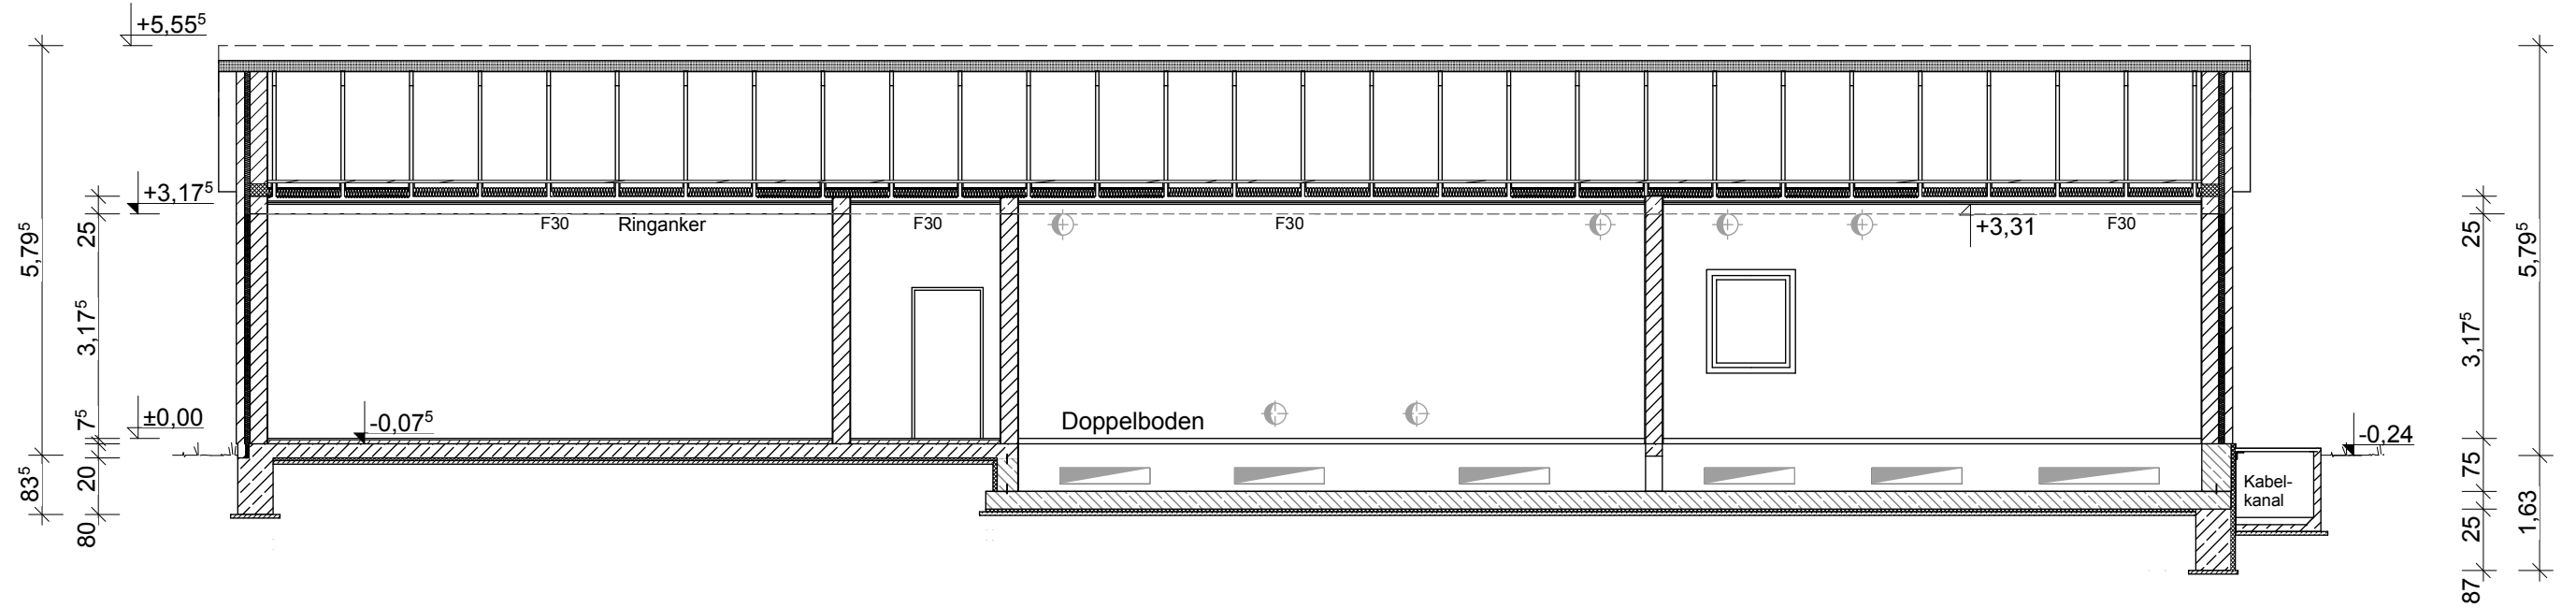 +5,55⁵
+3,17⁵
F30
Ringanker
F30
F30
+3,31
F30
5,79⁵
25
3,17⁵
7⁵
20
80
83⁵
±0,00
-0,07⁵
Doppelboden
-0,24
Kabel-
kanal
25
3,17⁵
75
25
87
5,79⁵
1,63